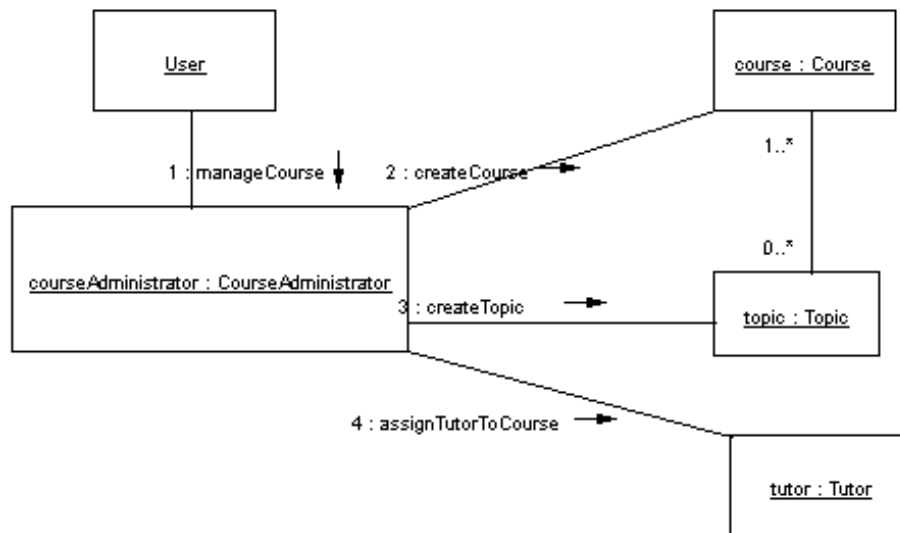 User
course : Course
1..*
1 : manageCourse
2 : createCourse
0..*
courseAdministrator : CourseAdministrator
3 : createTopic
topic : Topic
4 : assignTutorToCourse
tutor : Tutor